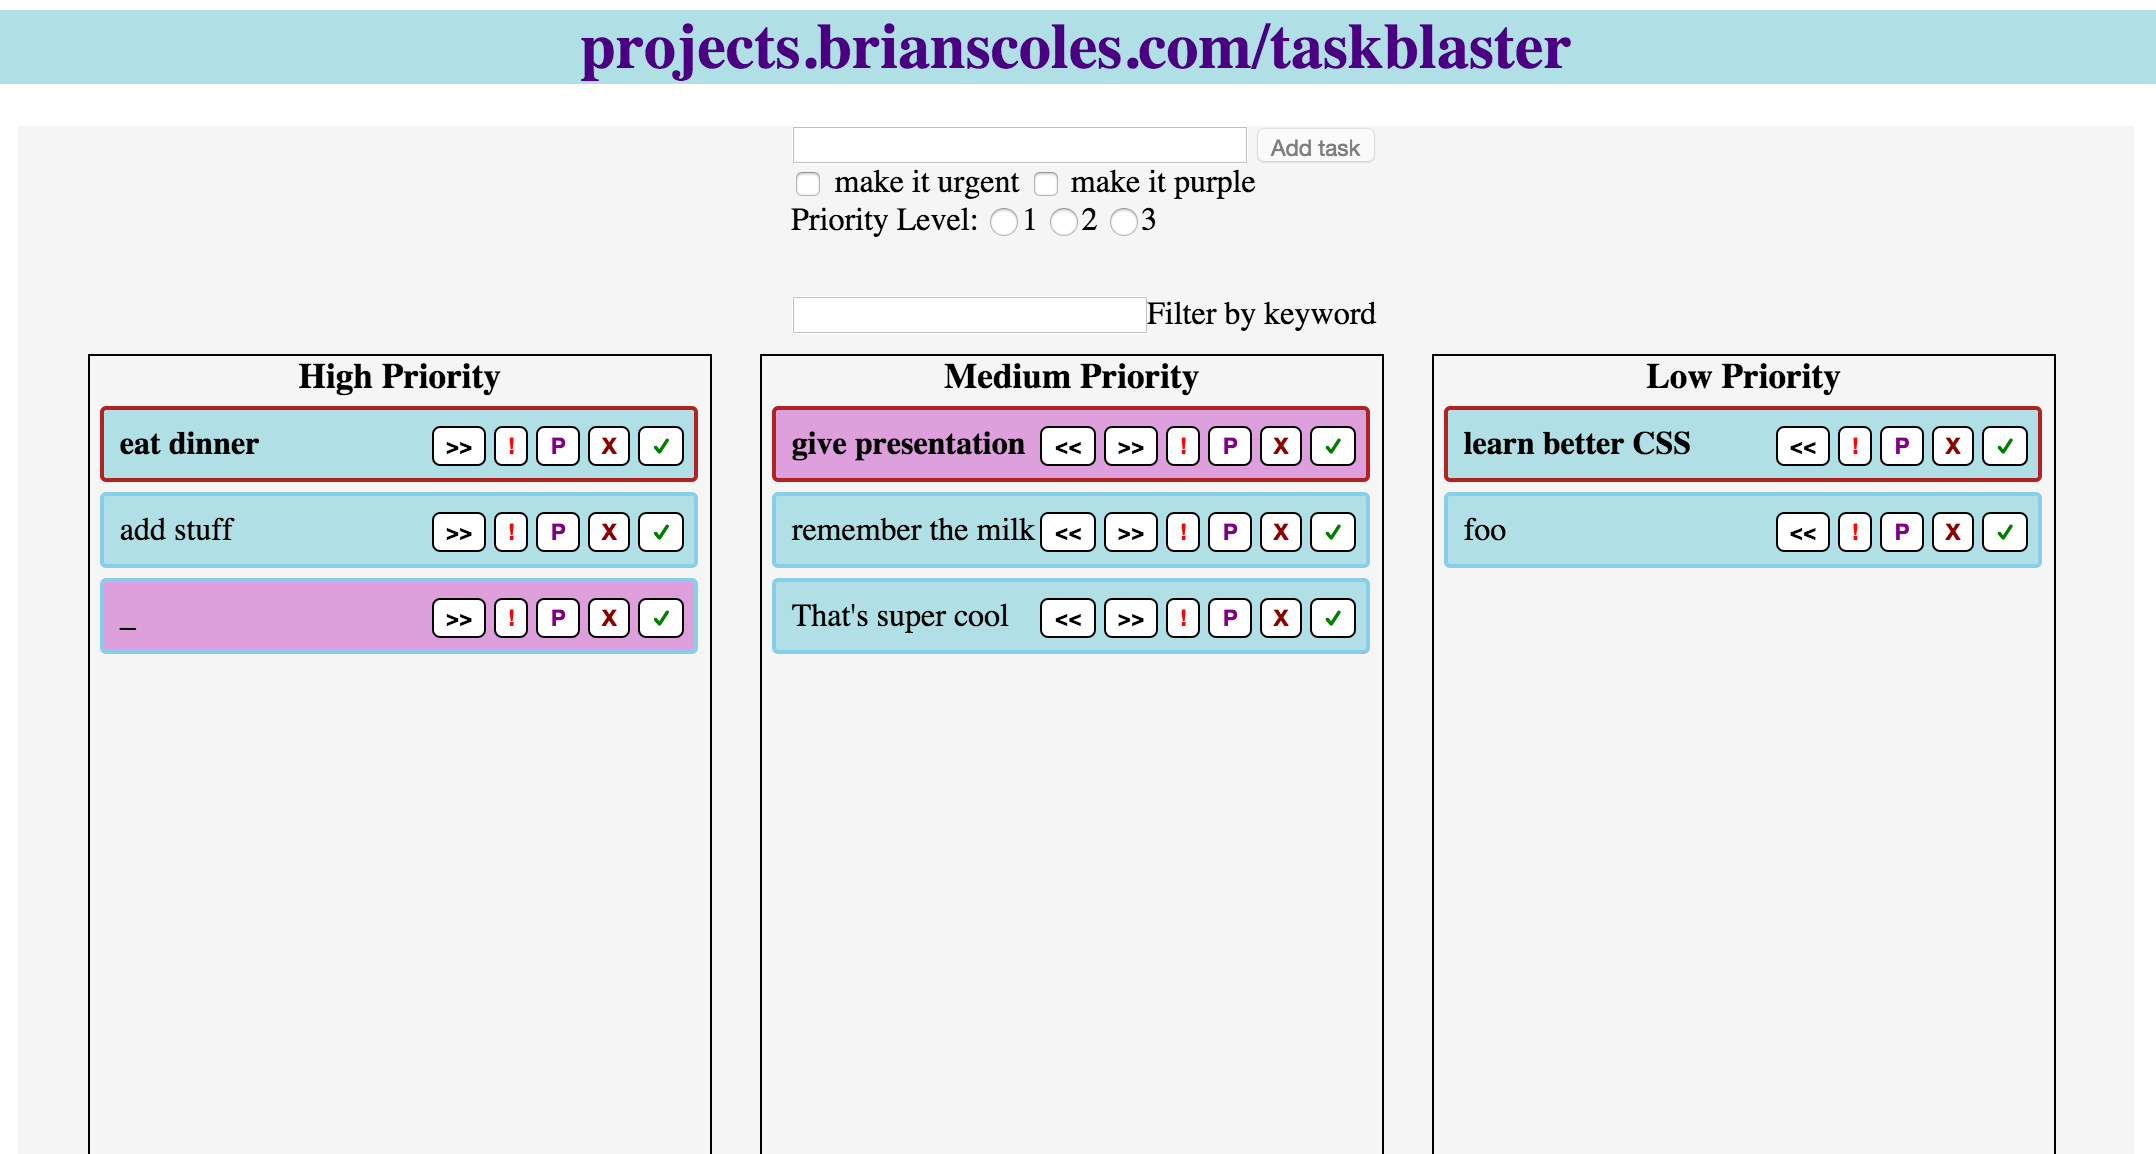 projects.brianscoles.com/taskblaster
Add task
make it urgent make it purple
Priority Level: 1 2 3
Filter by keyword
High Priority
eat dinner >> ! P X ✓
add stuff >> ! P X ✓
_ >> ! P X ✓
Medium Priority
give presentation << >> ! P X ✓
remember the milk << >> ! P X ✓
That's super cool << >> ! P X ✓
Low Priority
learn better CSS << ! P X ✓
foo << ! P X ✓